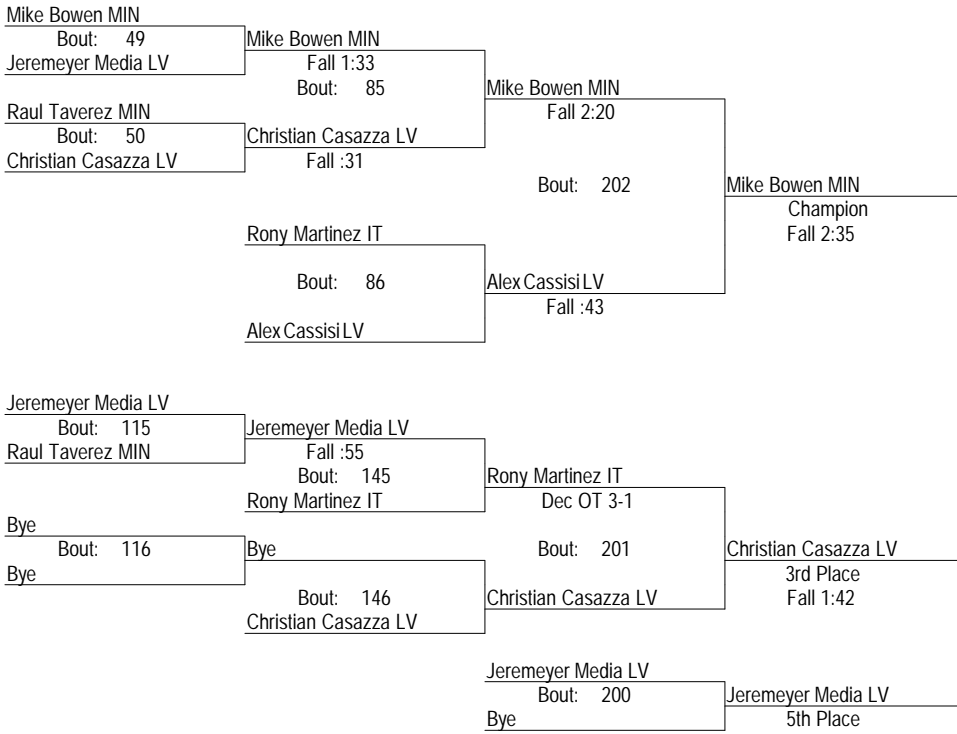 Mike Bowen MIN
Bout: 49
Jeremeyer Media LV
Mike Bowen MIN
Fall 1:33
Bout: 85
Raul Taverez MIN
Bout: 50
Christian Casazza LV
Christian Casazza LV
Fall :31
Mike Bowen MIN
Fall 2:20
Bout: 202
Rony Martinez IT
Bout: 86
Alex Cassisi LV
Alex Cassisi LV
Fall :43
Mike Bowen MIN
Champion
Fall 2:35
Jeremeyer Media LV
Bout: 115
Raul Taverez MIN
Jeremeyer Media LV
Fall :55
Bout: 145
Rony Martinez IT
Rony Martinez IT
Dec OT 3-1
Bye
Bout: 116
Bye
Bye
Bout: 146
Christian Casazza LV
Bout: 201
Christian Casazza LV
Christian Casazza LV
3rd Place
Fall 1:42
Jeremeyer Media LV
Bout: 200
Bye
Jeremeyer Media LV
5th Place